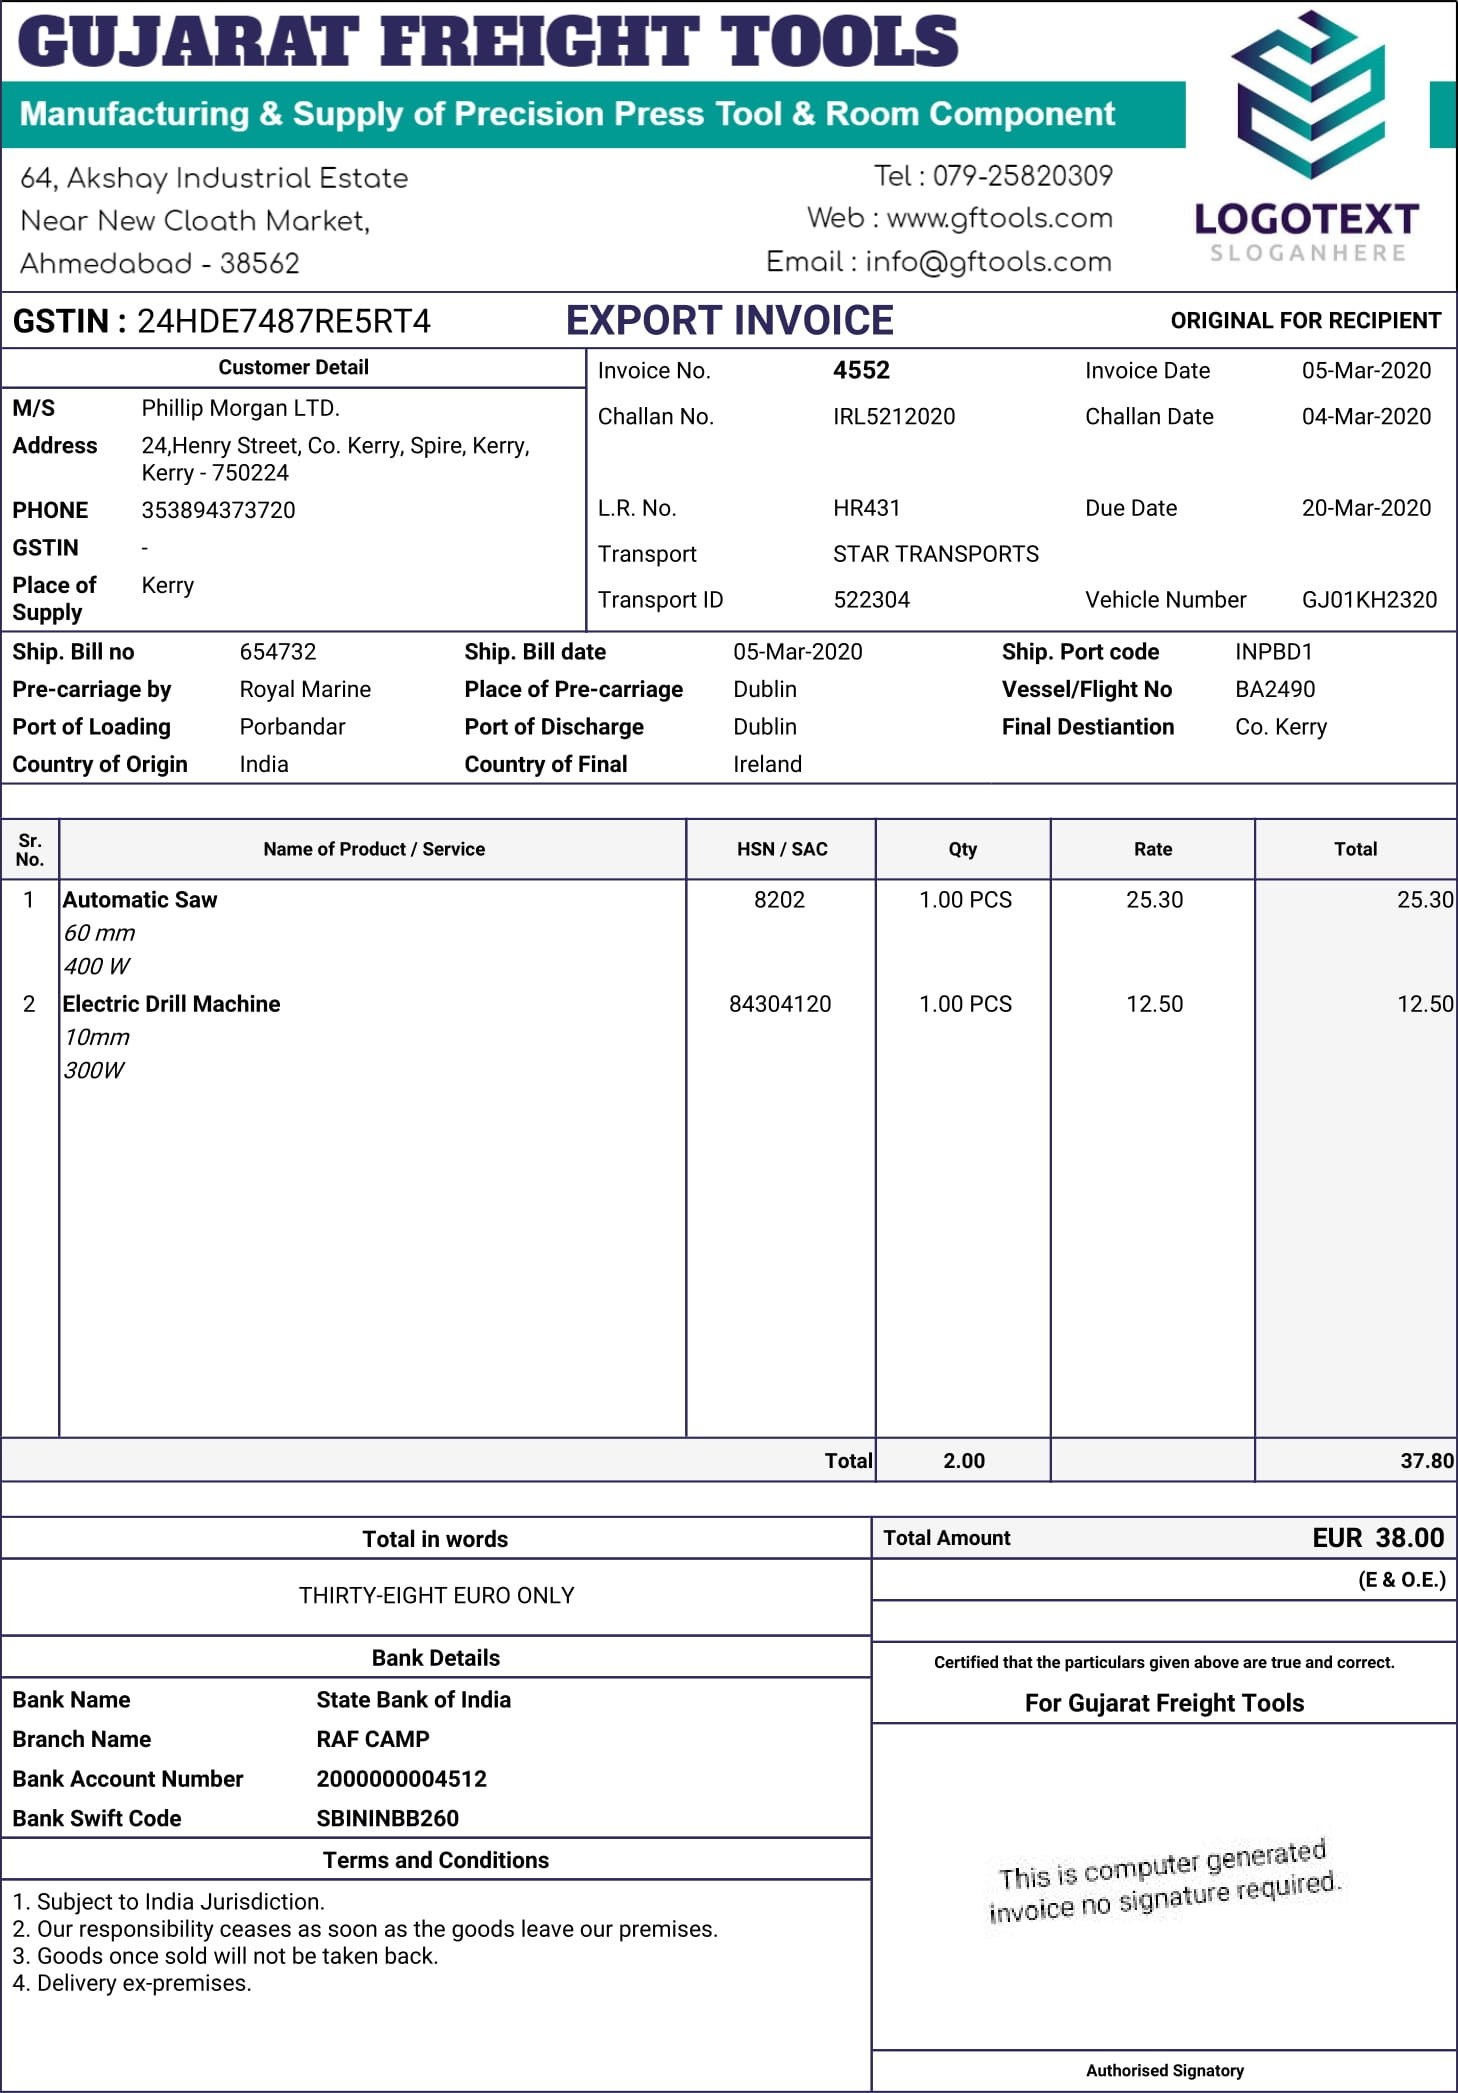 GUJARAT FREIGHT TOOLS
Manufacturing & Supply of Precision Press Tool & Room Component
64, Akshay Industrial Estate
Near New Cloath Market,
Ahmedabad - 38562
Tel : 079-25820309
Web : www.gftools.com
Email : info@gftools.com
LOGOTEXT
SLOGANHERE
GSTIN : 24HDE7487RE5RT4 EXPORT INVOICE ORIGINAL FOR RECIPIENT
Customer Detail
M/S Phillip Morgan LTD.
Address 24,Henry Street, Co. Kerry, Spire, Kerry,
Kerry - 750224
PHONE 353894373720
GSTIN -
Place of Kerry
Supply
Invoice No. 4552 Invoice Date 05-Mar-2020
Challan No. IRL5212020 Challan Date 04-Mar-2020
L.R. No. HR431 Due Date 20-Mar-2020
Transport STAR TRANSPORTS
Transport ID 522304 Vehicle Number GJ01KH2320
Ship. Bill no 654732 Ship. Bill date 05-Mar-2020 Ship. Port code INPBD1
Pre-carriage by Royal Marine Place of Pre-carriage Dublin Vessel/Flight No BA2490
Port of Loading Porbandar Port of Discharge Dublin Final Destiantion Co. Kerry
Country of Origin India Country of Final Ireland
Sr. No. Name of Product / Service HSN / SAC Qty Rate Total
1 Automatic Saw 8202 1.00 PCS 25.30 25.30
60 mm
400 W
2 Electric Drill Machine 84304120 1.00 PCS 12.50 12.50
10mm
300W
Total 2.00 37.80
Total in words
THIRTY-EIGHT EURO ONLY
Total Amount EUR 38.00
(E & O.E.)
Bank Details
Bank Name State Bank of India
Branch Name RAF CAMP
Bank Account Number 2000000004512
Bank Swift Code SBININBB260
Terms and Conditions
1. Subject to India Jurisdiction.
2. Our responsibility ceases as soon as the goods leave our premises.
3. Goods once sold will not be taken back.
4. Delivery ex-premises.
Certified that the particulars given above are true and correct.
For Gujarat Freight Tools
This is computer generated
invoice no signature required.
Authorised Signatory